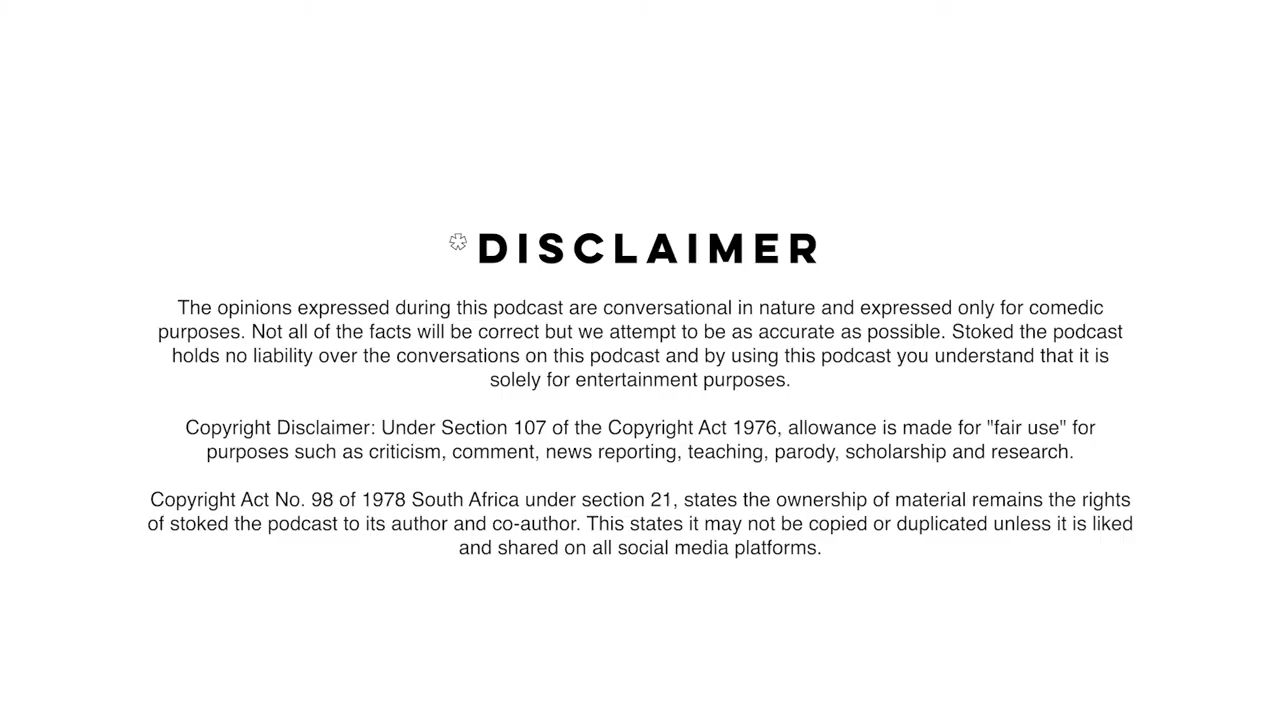 *DISCLAIMER
The opinions expressed during this podcast are conversational in nature and expressed only for comedic
purposes. Not all of the facts will be correct but we attempt to be as accurate as possible. Stoked the podcast
holds no liability over the conversations on this podcast and by using this podcast you understand that it is
solely for entertainment purposes.
Copyright Disclaimer: Under Section 107 of the Copyright Act 1976, allowance is made for "fair use" for
purposes such as criticism, comment, news reporting, teaching, parody, scholarship and research.
Copyright Act No. 98 of 1978 South Africa under section 21, states the ownership of material remains the rights
of stoked the podcast to its author and co-author. This states it may not be copied or duplicated unless it is liked
and shared on all social media platforms.